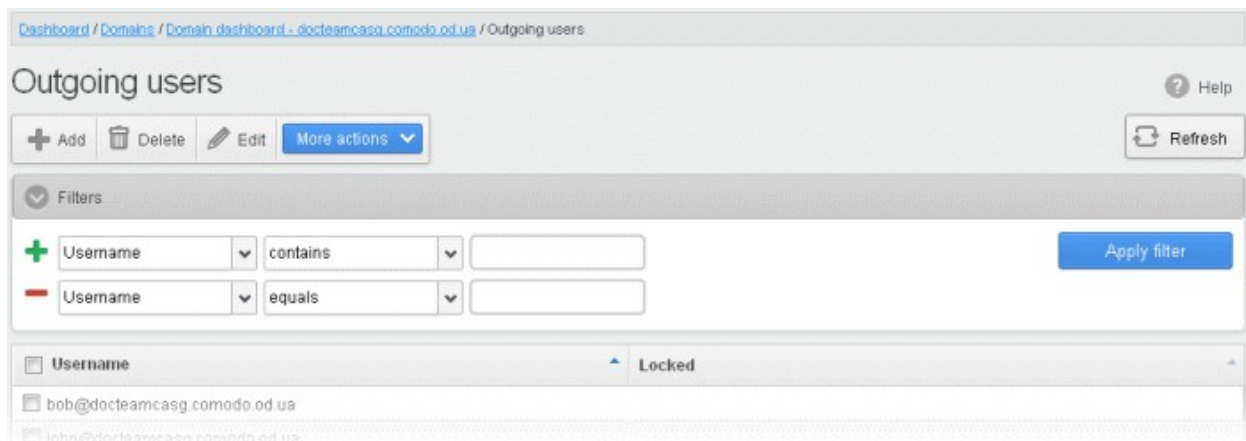 Dashboard / Domains / Domain dashboard - docteamcasg.comodo.od.ua / Outgoing users
Outgoing users
Help
Add Delete Edit More actions
Refresh
Filters
Username contains
Apply filter
Username equals
Username Locked
bob@docteamcasg.comodo.od.ua